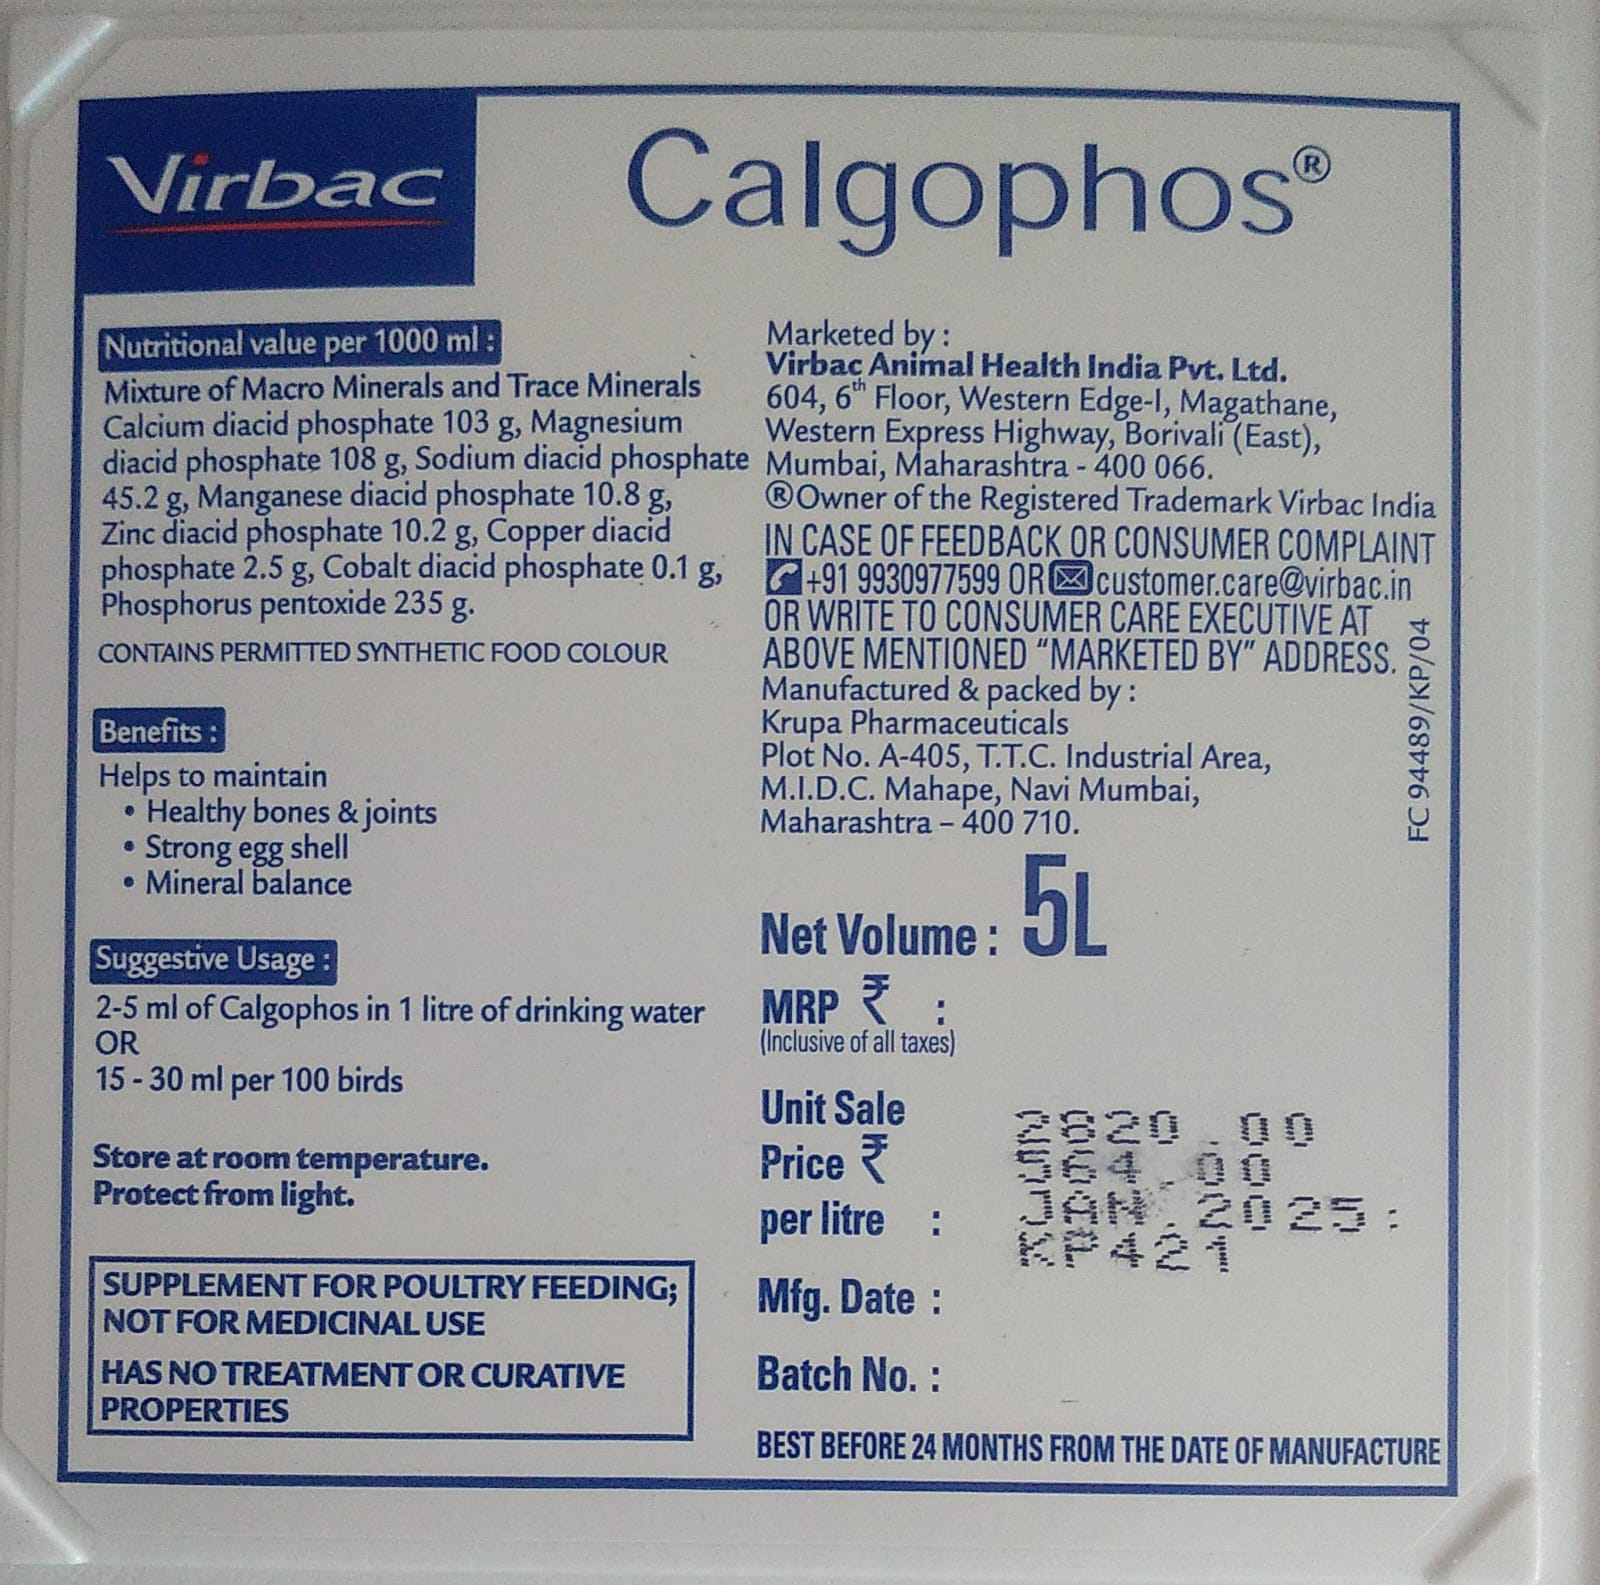 Virbac
Calgophos®
Nutritional value per 1000 ml :
Mixture of Macro Minerals and Trace Minerals
Calcium diacid phosphate 103 g, Magnesium
diacid phosphate 108 g, Sodium diacid phosphate
45.2 g, Manganese diacid phosphate 10.8 g,
Zinc diacid phosphate 10.2 g, Copper diacid
phosphate 2.5 g, Cobalt diacid phosphate 0.1 g,
Phosphorus pentoxide 235 g.
CONTAINS PERMITTED SYNTHETIC FOOD COLOUR
Benefits :
Helps to maintain
• Healthy bones & joints
• Strong egg shell
• Mineral balance
Suggestive Usage :
2-5 ml of Calgophos in 1 litre of drinking water
OR
15 - 30 ml per 100 birds
Store at room temperature.
Protect from light.
SUPPLEMENT FOR POULTRY FEEDING;
NOT FOR MEDICINAL USE
HAS NO TREATMENT OR CURATIVE
PROPERTIES
Marketed by :
Virbac Animal Health India Pvt. Ltd.
604, 6th Floor, Western Edge-I, Magathane,
Western Express Highway, Borivali (East),
Mumbai, Maharashtra - 400 066.
®Owner of the Registered Trademark Virbac India
IN CASE OF FEEDBACK OR CONSUMER COMPLAINT
+91 9930977599 OR customer.care@virbac.in
OR WRITE TO CONSUMER CARE EXECUTIVE AT
ABOVE MENTIONED “MARKETED BY” ADDRESS.
Manufactured & packed by :
Krupa Pharmaceuticals
Plot No. A-405, T.T.C. Industrial Area,
M.I.D.C. Mahape, Navi Mumbai,
Maharashtra – 400 710.
FC 94489/KP/04
Net Volume : 5L
MRP ₹ :
(Inclusive of all taxes)
Unit Sale
Price ₹
per litre :
2820.00
564.00
JAN.2025:
KP421
Mfg. Date :
Batch No. :
BEST BEFORE 24 MONTHS FROM THE DATE OF MANUFACTURE